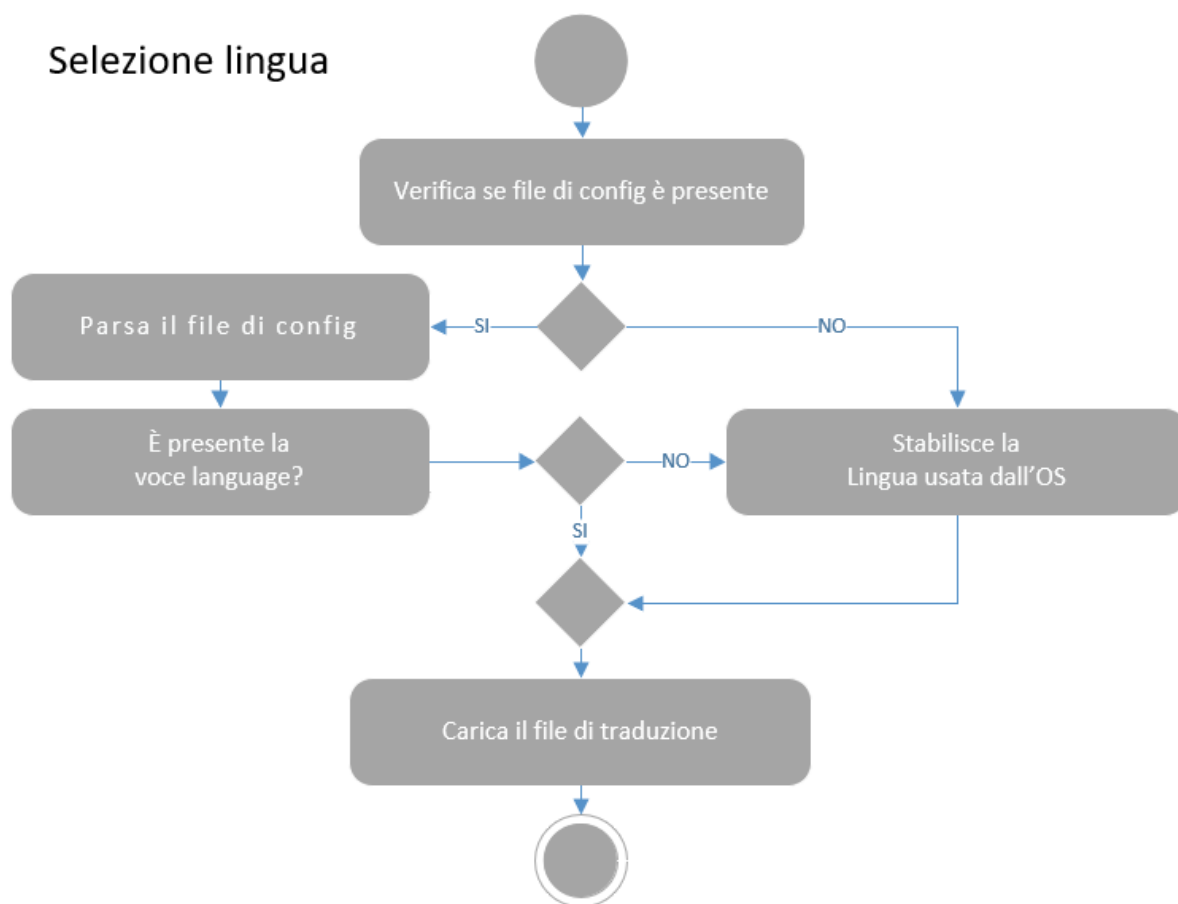 Selezione lingua
Verifica se file di config è presente
Parsa il file di config
SI
NO
È presente la
voce language?
NO
Stabilisce la
Lingua usata dall'OS
SI
Carica il file di traduzione